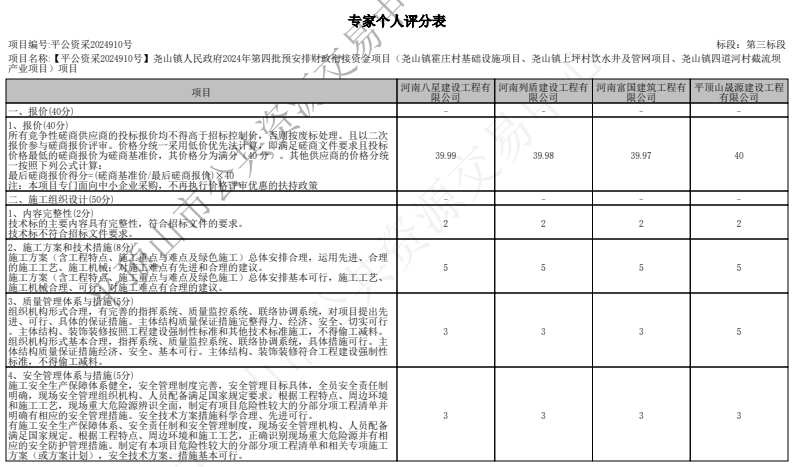 专家个人评分表
项目编号:平公资采2024910号 标段：第三标段
项目名称:【平公资采2024910号】尧山镇人民政府2024年第四批预安排财政衔接资金项目（尧山镇霍庄村基础设施项目、尧山镇上坪村饮水井及管网项目、尧山镇四道河村截流坝
产业项目）项目
项目 河南八星建设工程有限公司 河南列盾建设工程有限公司 河南富国建筑工程有限公司 平顶山晟源建设工程有限公司
一、报价(40分) - - - -
1、报价(40分)
所有竞争性磋商供应商的投标报价均不得高于招标控制价，否则按废标处理。且以二次
报价参与磋商报价评审。价格分统一采用低价优先法计算，即满足磋商文件要求且投标
价格最低的磋商报价为磋商基准价，其价格分为满分（40分）。其他供应商的价格分统
一按照下列公式计算：
最后磋商报价得分=(磋商基准价/最后磋商报价)×40
注：本项目专门面向中小企业采购，不再执行价格评审优惠的扶持政策
39.99 39.98 39.97 40
二、施工组织设计(50分) - - - -
1、内容完整性(2分)
技术标的主要内容具有完整性，符合招标文件的要求。
技术标不符合招标文件要求。
2 2 2 2
2、施工方案和技术措施(8分)
施工方案（含工程特点、施工重点与难点及绿色施工）总体安排合理，运用先进、合理
的施工工艺、施工机械；对施工难点有先进和合理的建议。
施工方案（含工程特点、施工重点与难点及绿色施工）总体安排基本可行，施工工艺、
施工机械合理、可行；对施工难点有合理的建议。
5 5 5 5
3、质量管理体系与措施(5分)
组织机构形式合理，有完善的指挥系统、质量监控系统、联络协调系统，对项目提出先
进、可行、具体的保证措施。主体结构质量保证措施完整得力、经济、安全、切实可行
。主体结构、装饰装修按照工程建设强制性标准和其他技术标准施工，不得偷工减料。
组织机构形式基本合理，指挥系统、质量监控系统、联络协调系统，具体措施可行。主
体结构质量保证措施经济、安全、基本可行。主体结构、装饰装修符合工程建设强制性
标准，不得偷工减料。
3 3 3 5
4、安全管理体系与措施(5分)
施工安全生产保障体系健全，安全管理制度完善，安全管理目标具体，全员安全责任制
明确，现场安全管理组织机构、人员配备满足国家规定要求。根据工程特点、周边环境
和施工工艺，现场重大危险源辨识全面，制定有项目危险性较大的分部分项工程清单并
明确有相应的安全管理措施。安全技术方案措施科学合理、先进可行。
有施工安全生产保障体系、安全责任制和安全管理制度，现场安全管理机构、人员配备
满足国家规定。根据工程特点、周边环境和施工工艺，正确识别现场重大危险源并有相
应的安全防护管理措施。制定有本项目危险性较大的分部分项工程清单和相关专项施工
方案（或方案计划），安全技术方案、措施基本可行。
3 3 3 3